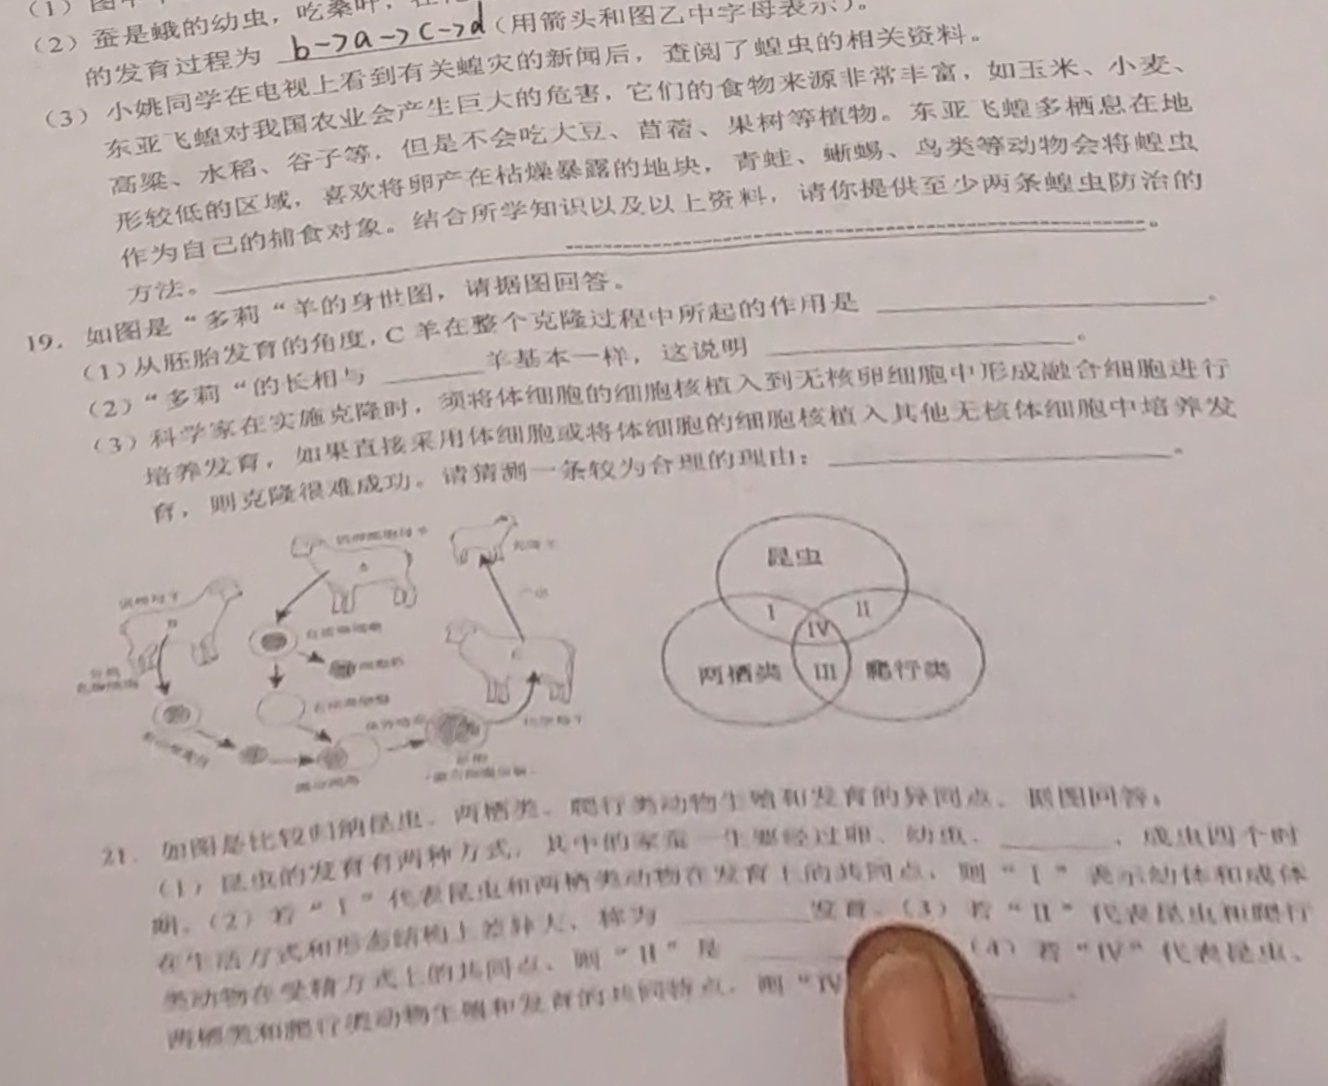 （2）蚕是蛾的幼虫，吃桑叶，
的发育过程为 b->a->c->d（用箭头和图乙中字母表示）。
（3）小姚同学在电视上看到有关蝗灾的新闻后，查阅了蝗虫的相关资料。
东亚飞蝗对我国农业会产生巨大的危害，它们的食物来源非常丰富，如玉米、小麦、
高粱、水稻、谷子等，但是不会吃大豆、苜蓿、果树等植物。东亚飞蝗多栖息在地
形较低的区域，喜欢将卵产在枯燥暴露的地块，青蛙、蜥蜴、鸟类等动物会将蝗虫
作为自己的捕食对象。结合所学知识以及以上资料，请你提供至少两条蝗虫防治的
方法。 。
19．如图是“多莉“羊的身世图，请据图回答。
（1）从胚胎发育的角度，C 羊在整个克隆过程中所起的作用是 。
（2）“多莉“的长相与 羊基本一样，这说明 。
（3）科学家在实施克隆时，须将体细胞的细胞核植入到无核卵细胞中形成融合细胞进行
培养发育，如果直接采用体细胞或将体细胞的细胞核植入其他无核体细胞中培养发
育，则克隆很难成功。请猜测一条较为合理的理由： 。
昆虫
I II
IV
两栖类 III 爬行类
21．如图是比较归纳昆虫、两栖类、爬行类动物生殖和发育的异同点、则图回答：
（1）昆虫的发育有两种方式，其中的家蚕一生要经过卵、幼虫、 、成虫四个时
期。（2）若“I”代表昆虫和两栖类动物在发育上的共同点，则“I”表示幼体和成体
在生活方式和形态结构上差异大，称为 发育。（3）若“II”代表昆虫和爬行
类动物在受精方式上的共同点、则“II”是 （4）若“IV”代表昆虫、
两栖类和爬行类动物生殖和发育的共同特点，则“IV 。